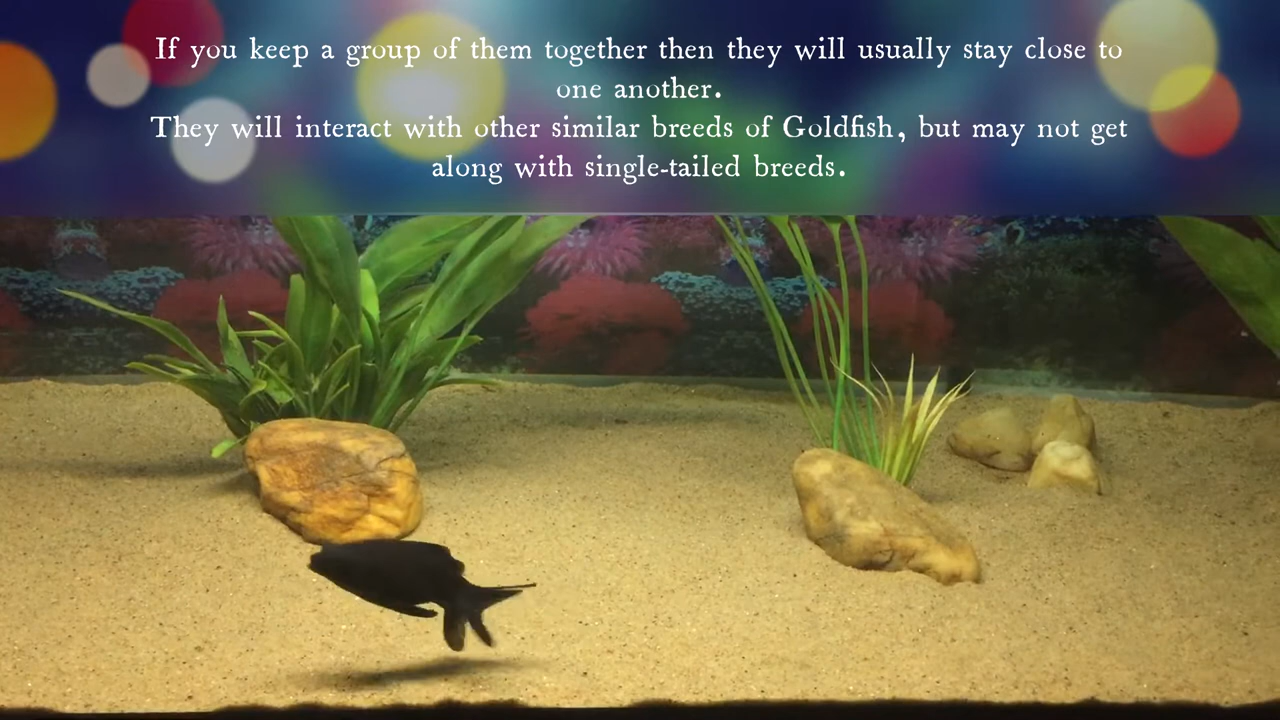 If you keep a group of them together then they will usually stay close to
one another.
They will interact with other similar breeds of Goldfish, but may not get
along with single-tailed breeds.